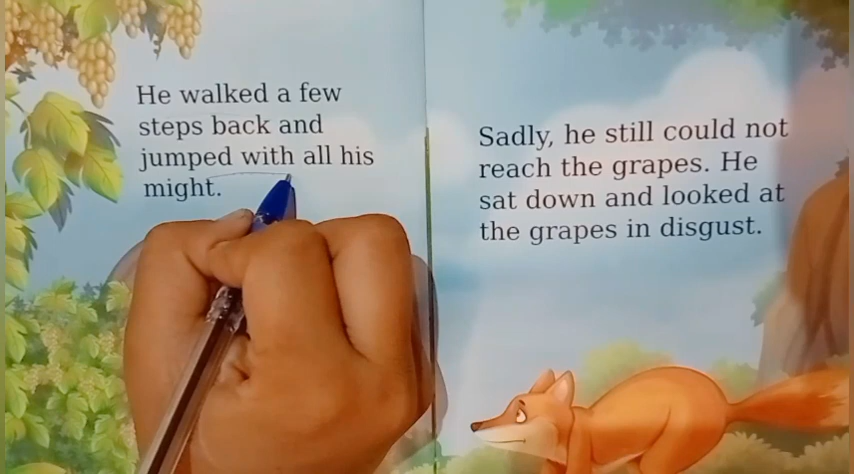 He walked a few
steps back and
jumped with all his
might.
Sadly, he still could not
reach the grapes. He
sat down and looked at
the grapes in disgust.